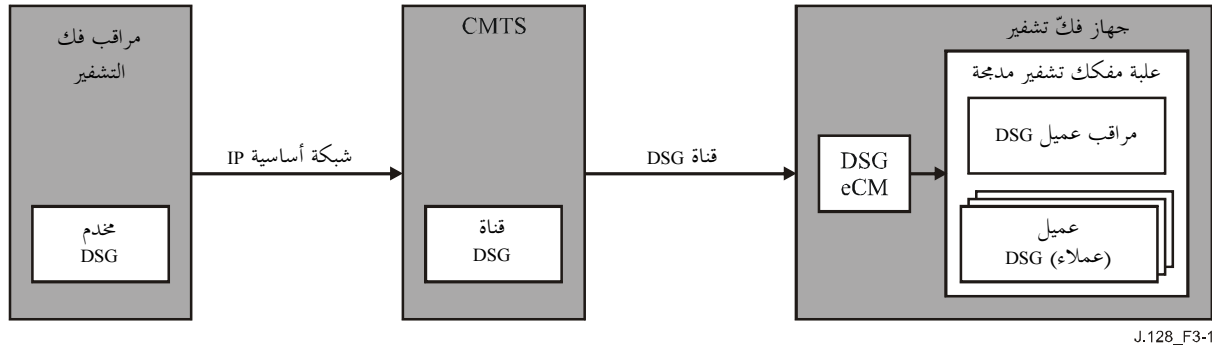 مراقب فك
التشفير
مخدم
DSG
شبكة أساسية IP
CMTS
قناة
DSG
قناة DSG
جهاز فكّ تشفير
علبة مفكك تشفير مدمجة
مراقب عميل DSG
DSG
eCM
عميل
DSG (عملاء)
J.128_F3-1